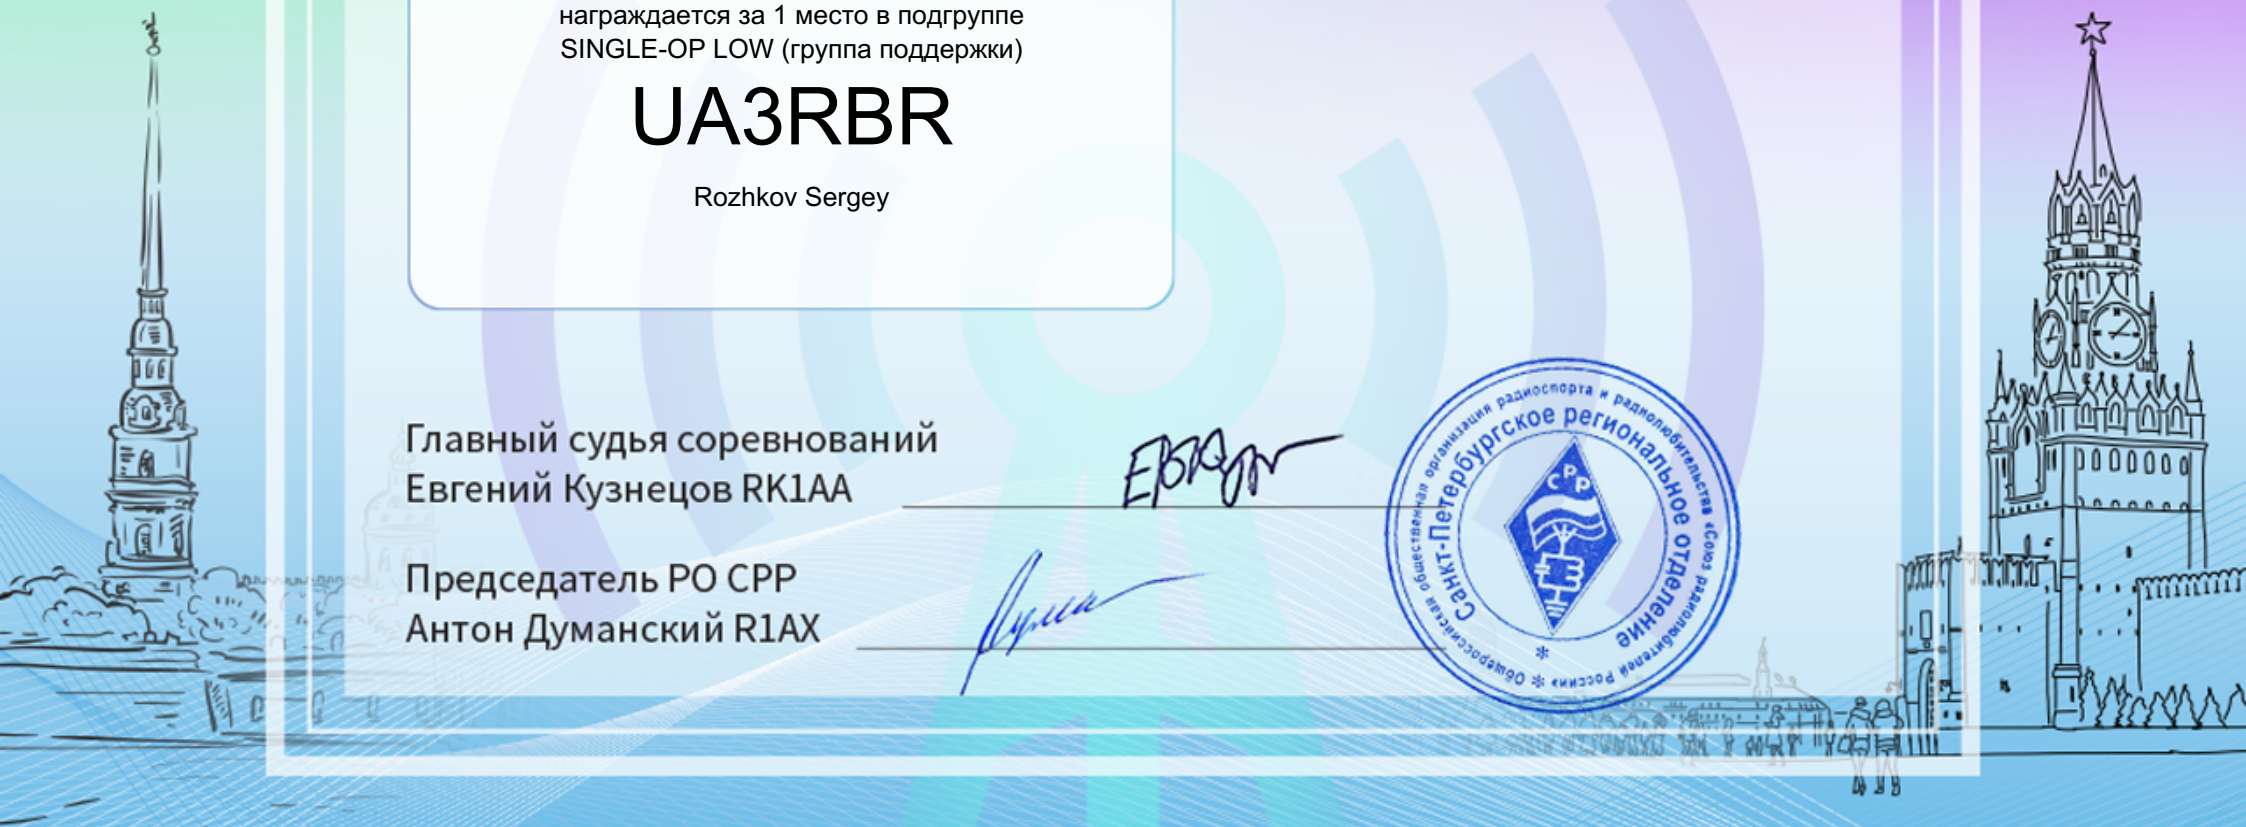 награждается за 1 место в подгруппе
SINGLE-OP LOW (группа поддержки)
UA3RBR
Rozhkov Sergey
Главный судья соревнований
Евгений Кузнецов RK1AA
Председатель РО СРР
Антон Думанский R1AX
Общероссийская общественная организация радиоспорта и радиолюбительства «Союз радиолюбителей России»
Санкт-Петербургское региональное отделение
СРР